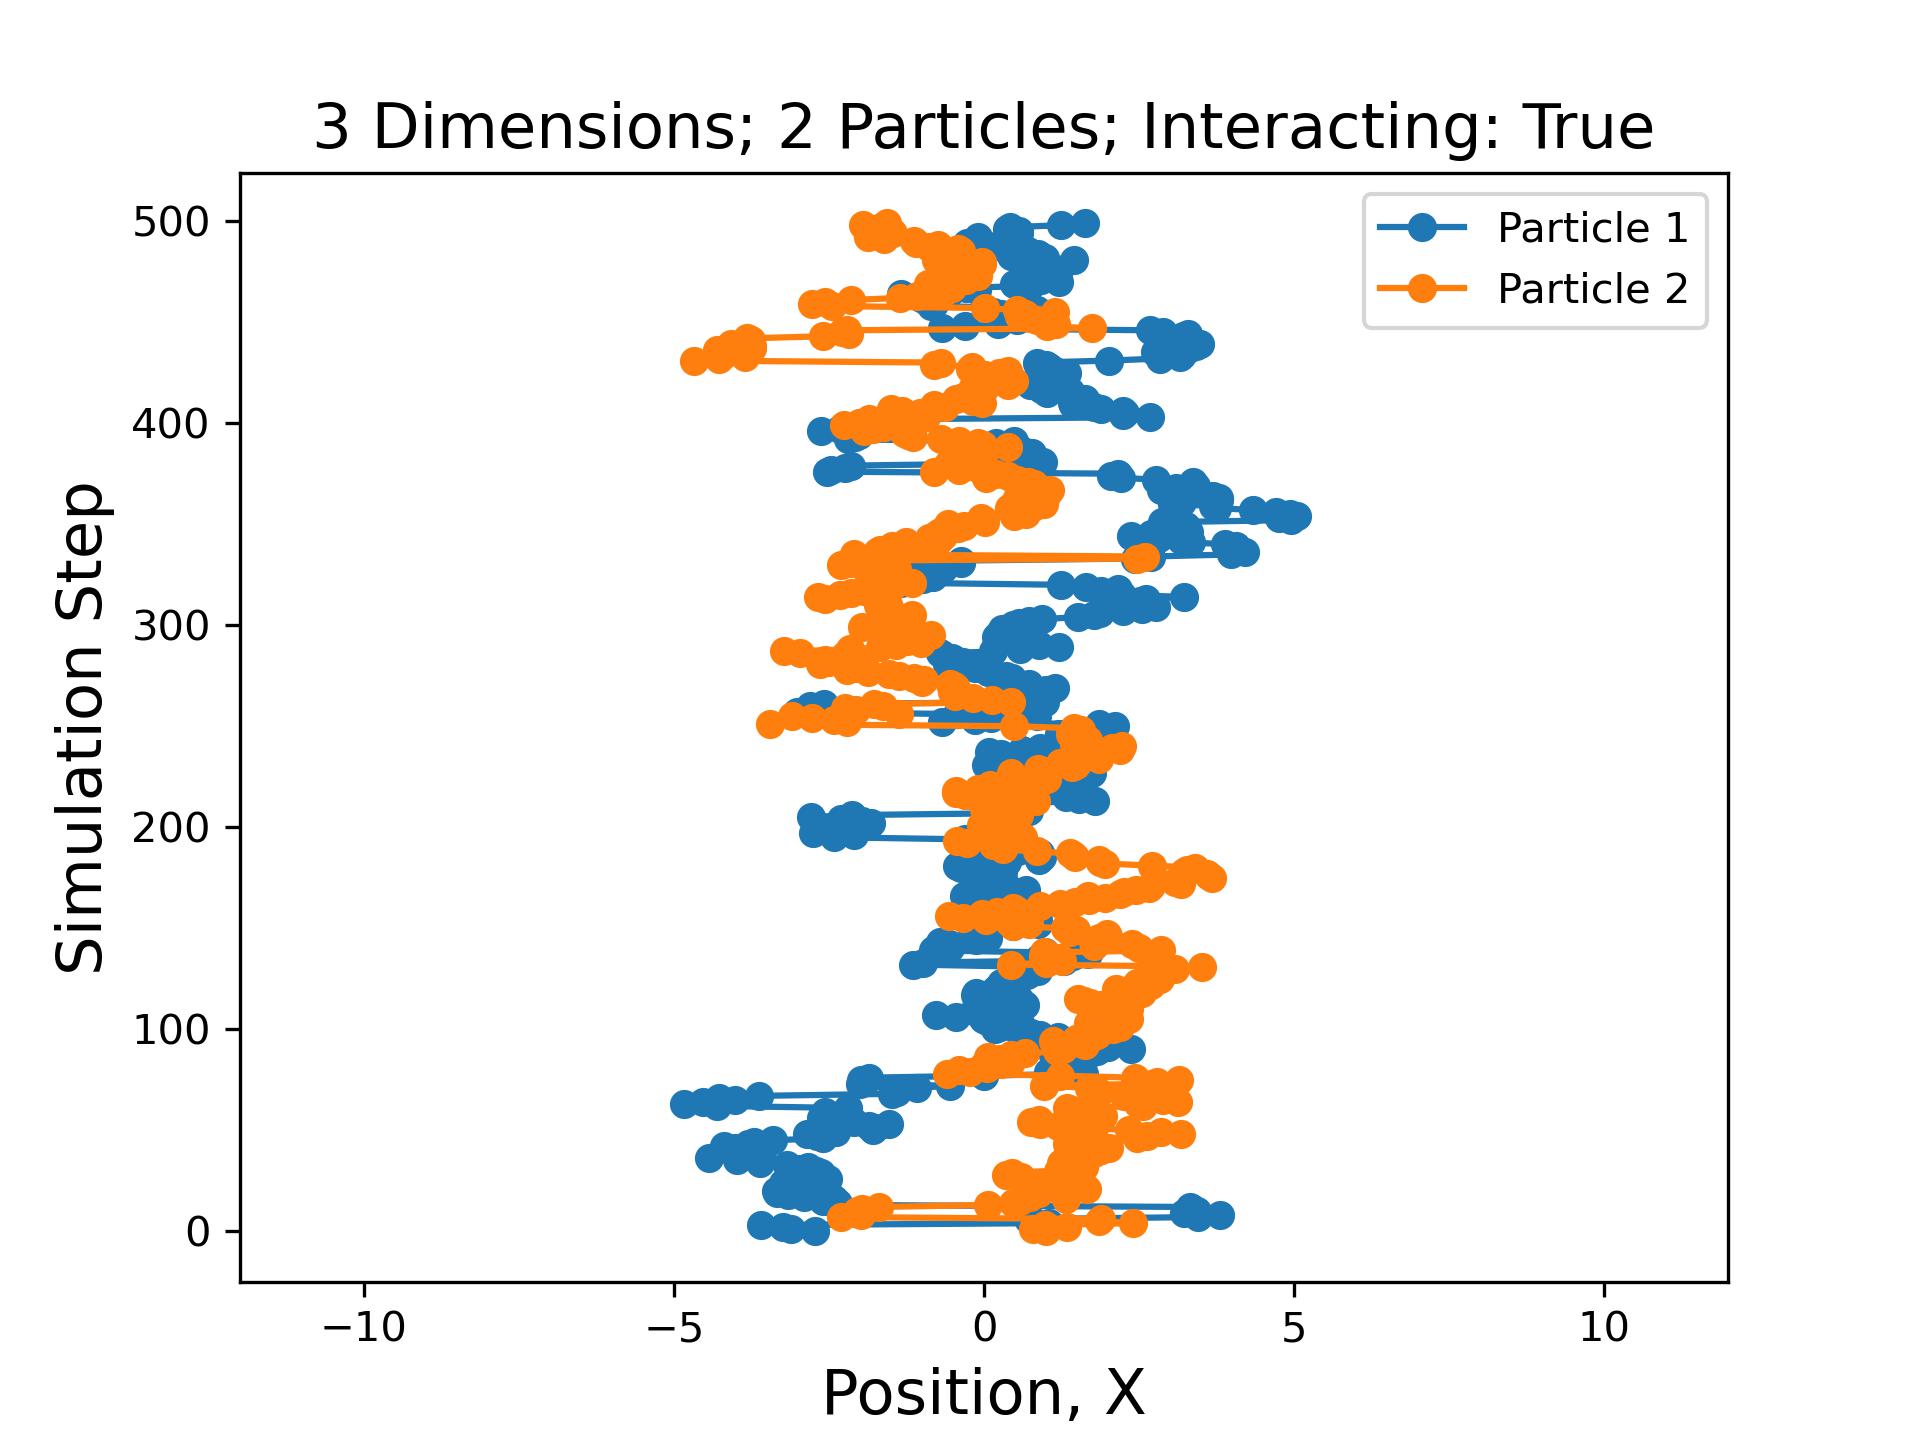 3 Dimensions; 2 Particles; Interacting: True
Particle 1
Particle 2
500
400
300
200
100
0
Simulation Step
−10
−5
0
5
10
Position, X